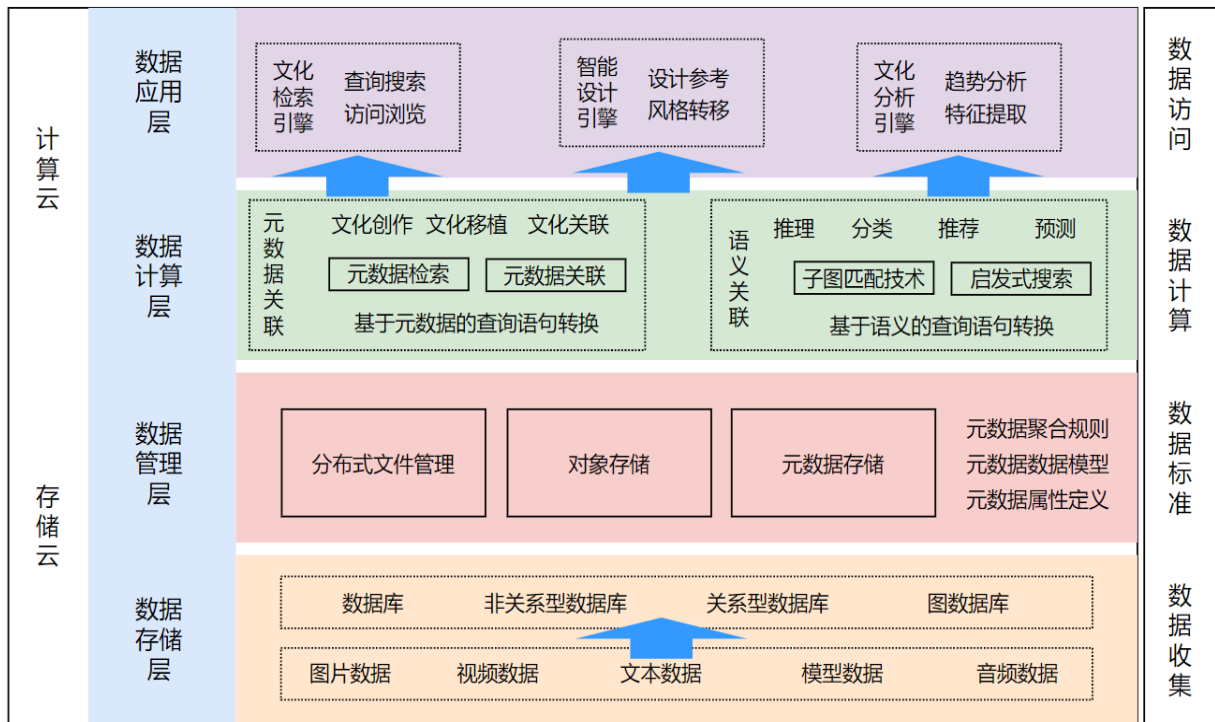 计算云
存储云
数据
应用
层
文化
检索
引擎
查询搜索
访问浏览
智能
设计
引擎
设计参考
风格转移
文化
分析
引擎
趋势分析
特征提取
数据访问
数据
计算
层
元数据关联
文化创作 文化移植 文化关联
元数据检索 元数据关联
基于元数据的查询语句转换
语义关联
推理 分类 推荐 预测
子图匹配技术 启发式搜索
基于语义的查询语句转换
数据计算
数据
管理
层
分布式文件管理
对象存储
元数据存储
元数据聚合规则
元数据数据模型
元数据属性定义
数据标准
数据
存储
层
数据库 非关系型数据库 关系型数据库 图数据库
图片数据 视频数据 文本数据 模型数据 音频数据
数据收集